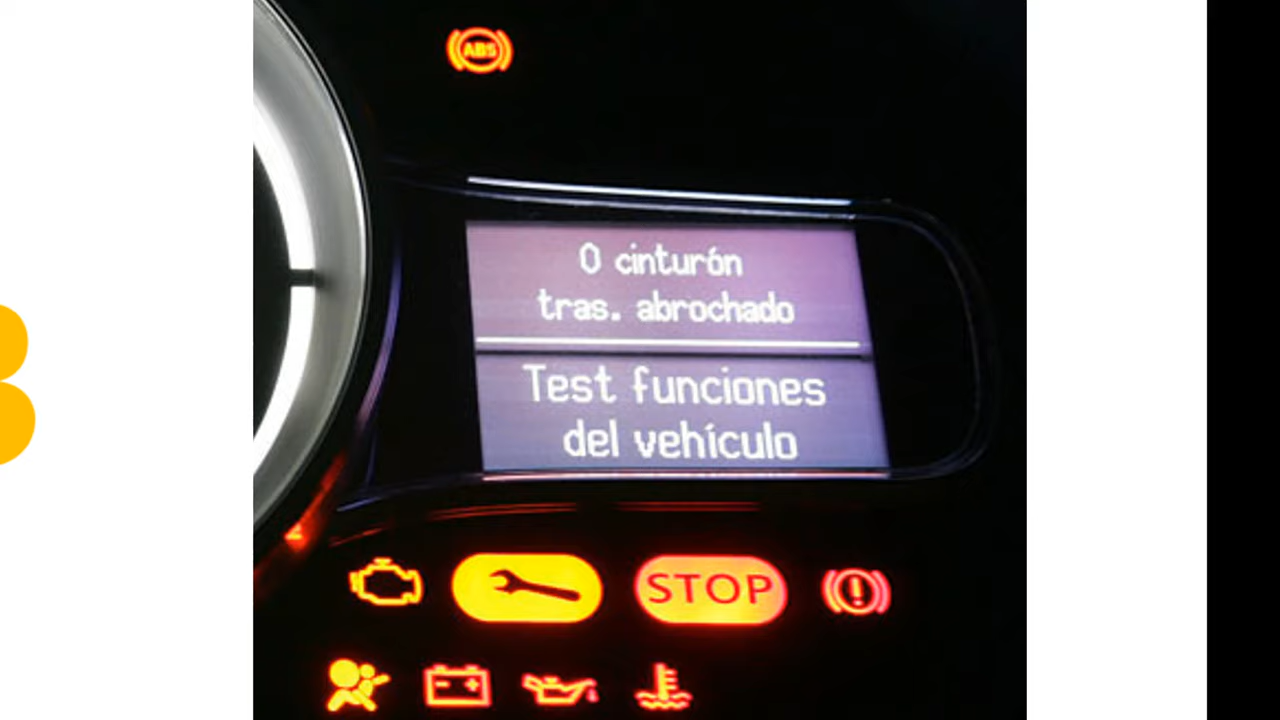 ABS
0 cinturón
tras. abrochado
Test funciones
del vehículo
STOP